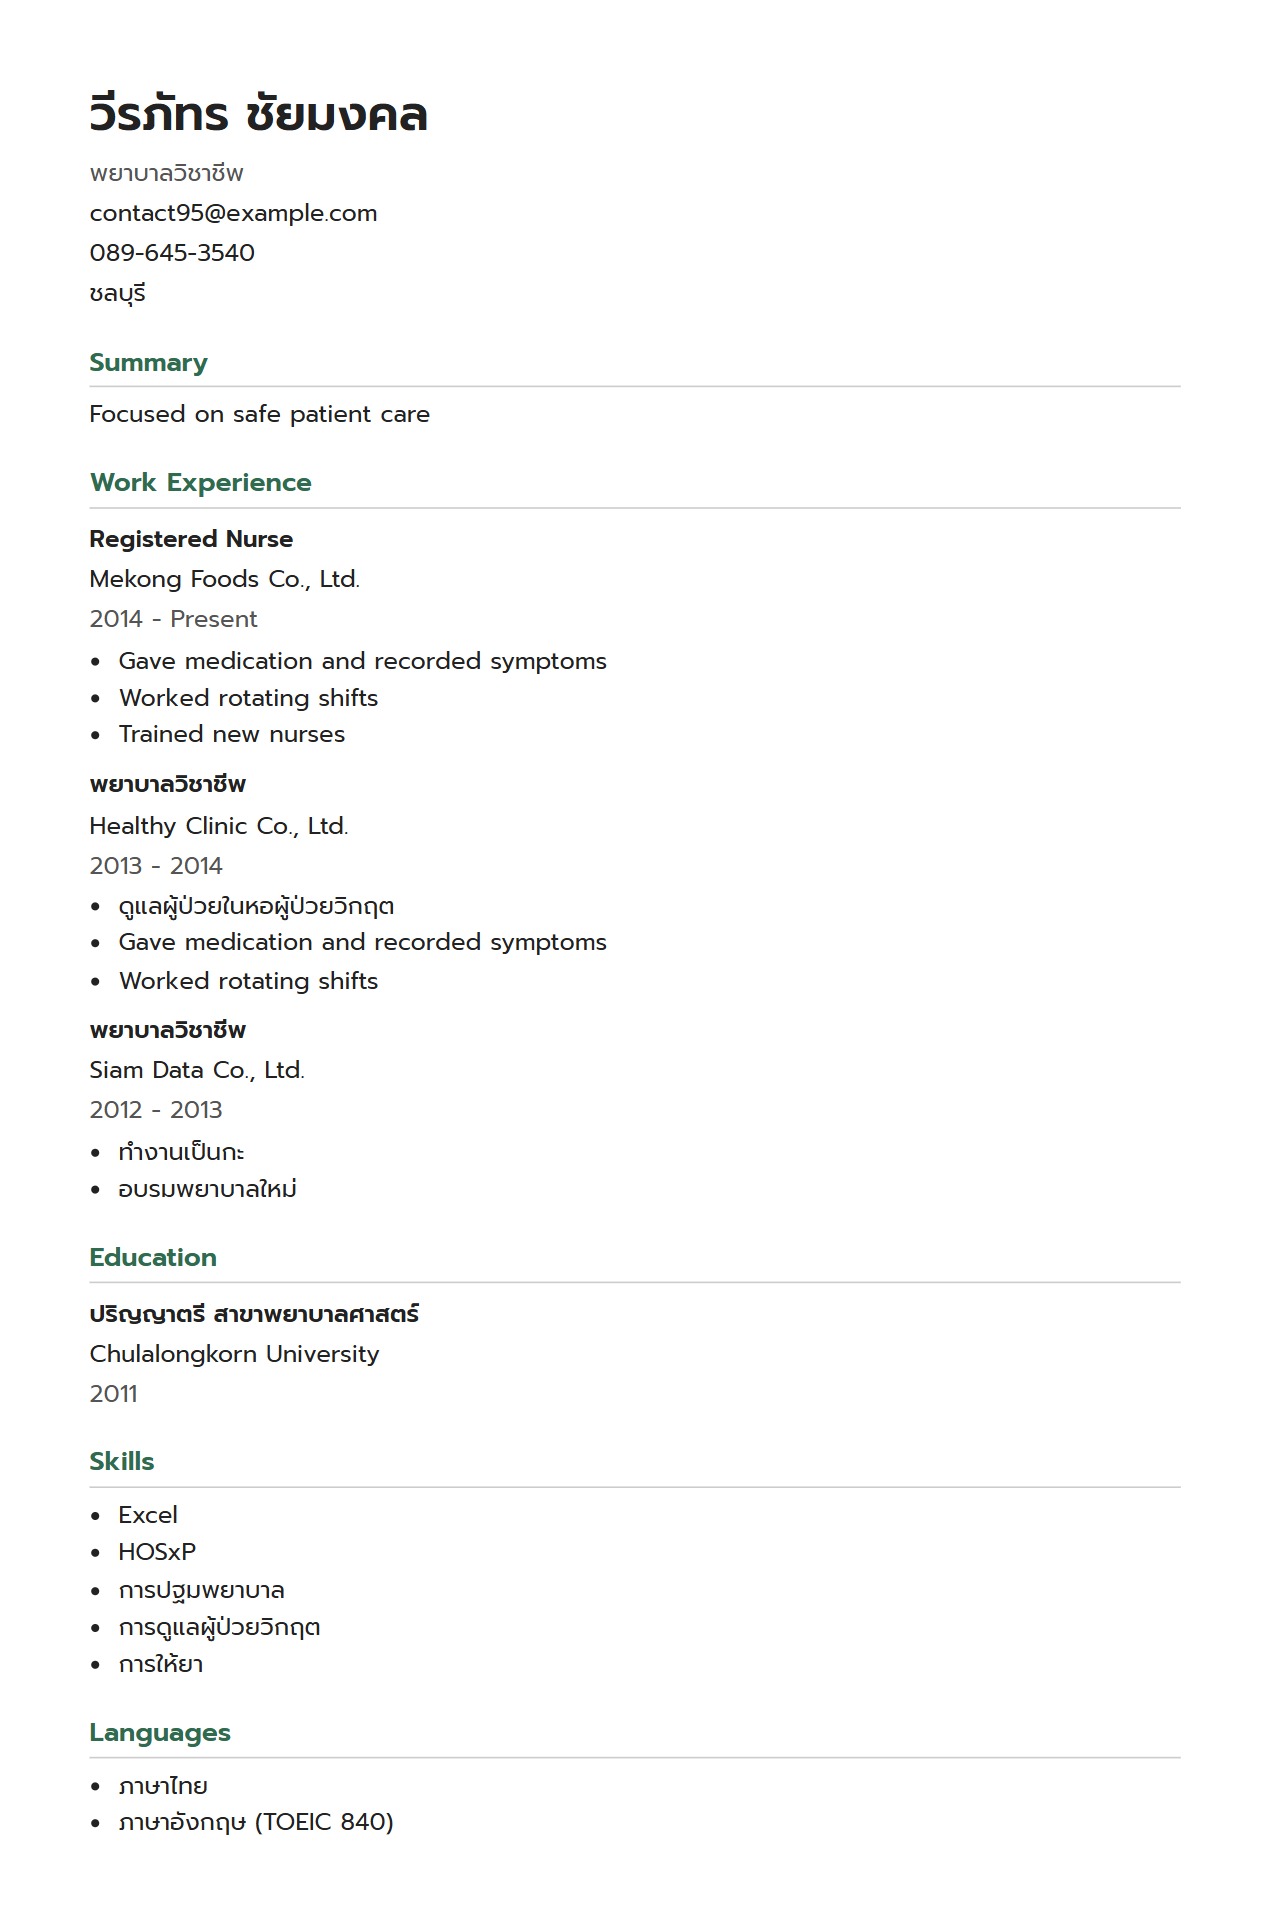 วีรภัทร ชัยมงคล
พยาบาลวิชาชีพ
contact95@example.com
089-645-3540
ชลบุรี
Summary
Focused on safe patient care
Work Experience
Registered Nurse
Mekong Foods Co., Ltd.
2014 - Present
• Gave medication and recorded symptoms
• Worked rotating shifts
• Trained new nurses
พยาบาลวิชาชีพ
Healthy Clinic Co., Ltd.
2013 - 2014
• ดูแลผู้ป่วยในหอผู้ป่วยวิกฤต
• Gave medication and recorded symptoms
• Worked rotating shifts
พยาบาลวิชาชีพ
Siam Data Co., Ltd.
2012 - 2013
• ทำงานเป็นกะ
• อบรมพยาบาลใหม่
Education
ปริญญาตรี สาขาพยาบาลศาสตร์
Chulalongkorn University
2011
Skills
• Excel
• HOSxP
• การปฐมพยาบาล
• การดูแลผู้ป่วยวิกฤต
• การให้ยา
Languages
• ภาษาไทย
• ภาษาอังกฤษ (TOEIC 840)